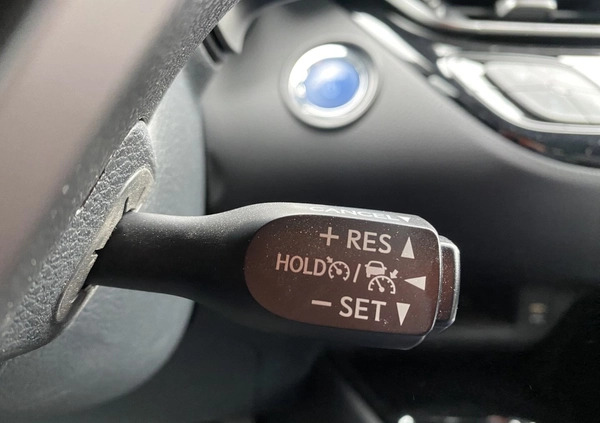 CANCEL
+ RES
HOLD /
− SET